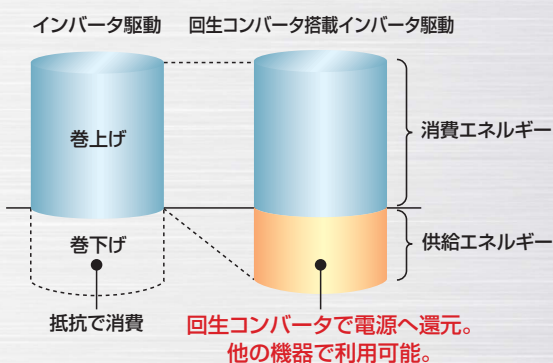 インバータ駆動
回生コンバータ搭載インバータ駆動
巻上げ
消費エネルギー
巻下げ
供給エネルギー
抵抗で消費
回生コンバータで電源へ還元。
他の機器で利用可能。